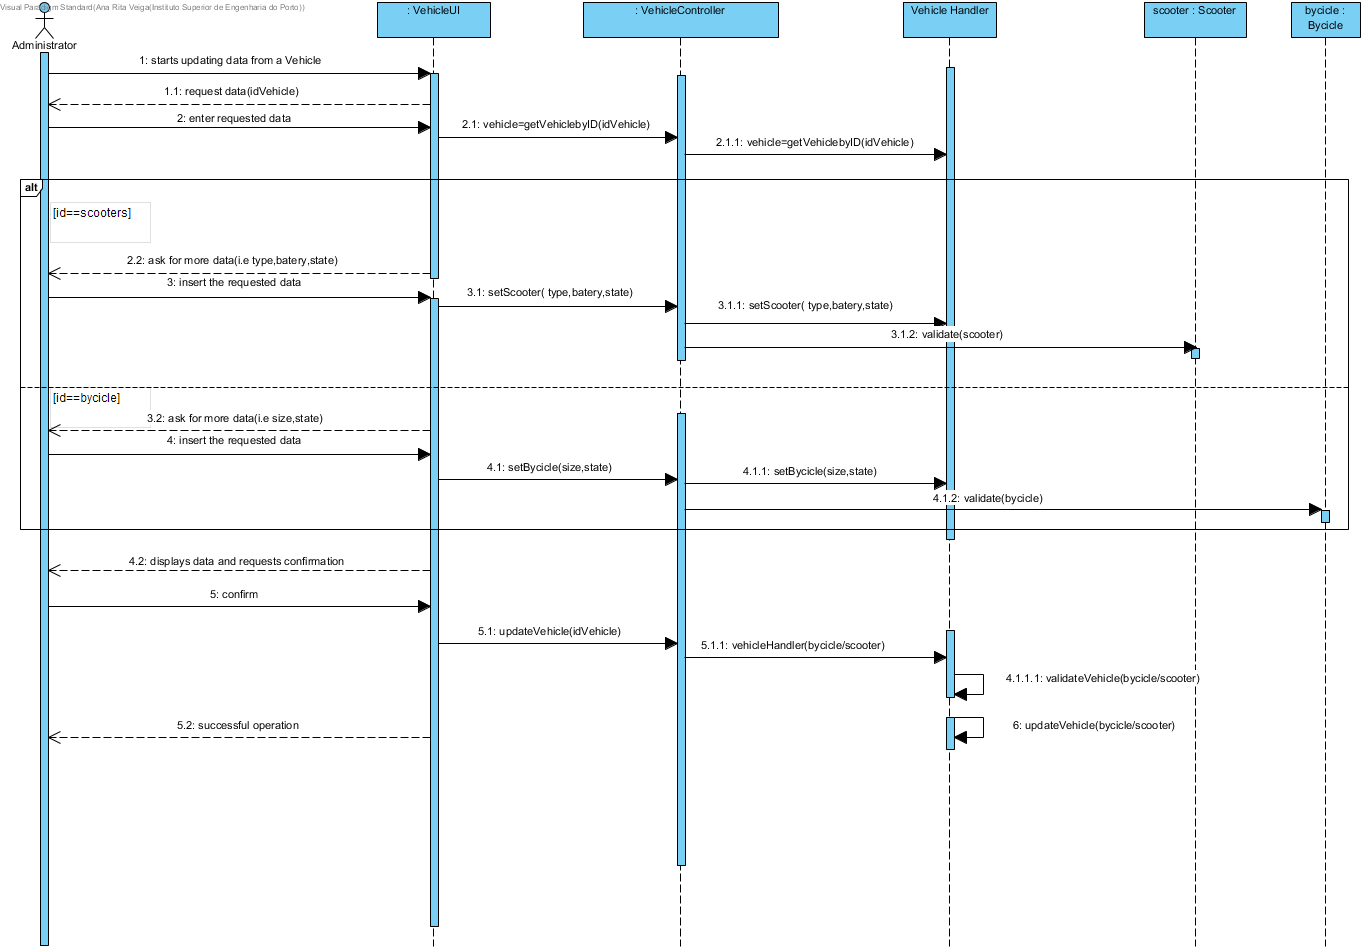 Visual Paradigm Standard(Ana Rita Veiga(Instituto Superior de Engenharia do Porto))
Administrator
: VehicleUI
: VehicleController
Vehicle Handler
scooter : Scooter
bycicle :
Bycicle
1: starts updating data from a Vehicle
1.1: request data(idVehicle)
2: enter requested data
2.1: vehicle=getVehiclebyID(idVehicle)
2.1.1: vehicle=getVehiclebyID(idVehicle)
alt
[id==scooters]
2.2: ask for more data(i.e type,batery,state)
3: insert the requested data
3.1: setScooter( type,batery,state)
3.1.1: setScooter( type,batery,state)
3.1.2: validate(scooter)
[id==bycicle]
3.2: ask for more data(i.e size,state)
4: insert the requested data
4.1: setBycicle(size,state)
4.1.1: setBycicle(size,state)
4.1.2: validate(bycicle)
4.2: displays data and requests confirmation
5: confirm
5.1: updateVehicle(idVehicle)
5.1.1: vehicleHandler(bycicle/scooter)
4.1.1.1: validateVehicle(bycicle/scooter)
5.2: successful operation
6: updateVehicle(bycicle/scooter)